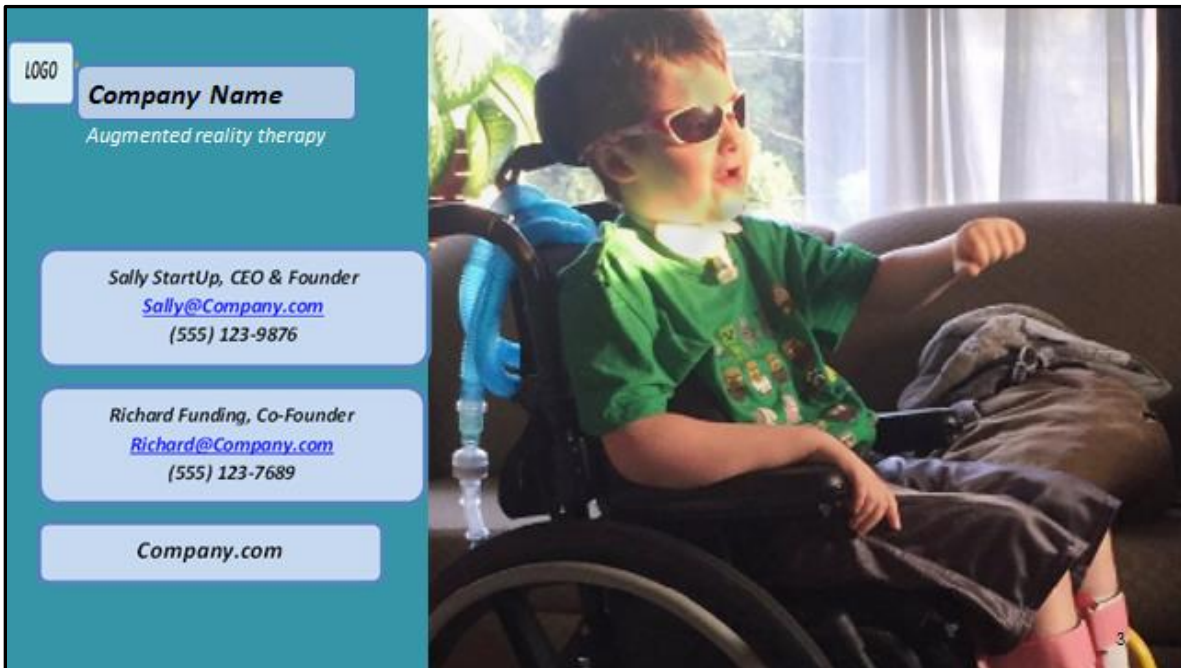 LOGO
Company Name
Augmented reality therapy
Sally StartUp, CEO & Founder
Sally@Company.com
(555) 123-9876
Richard Funding, Co-Founder
Richard@Company.com
(555) 123-7689
Company.com
3